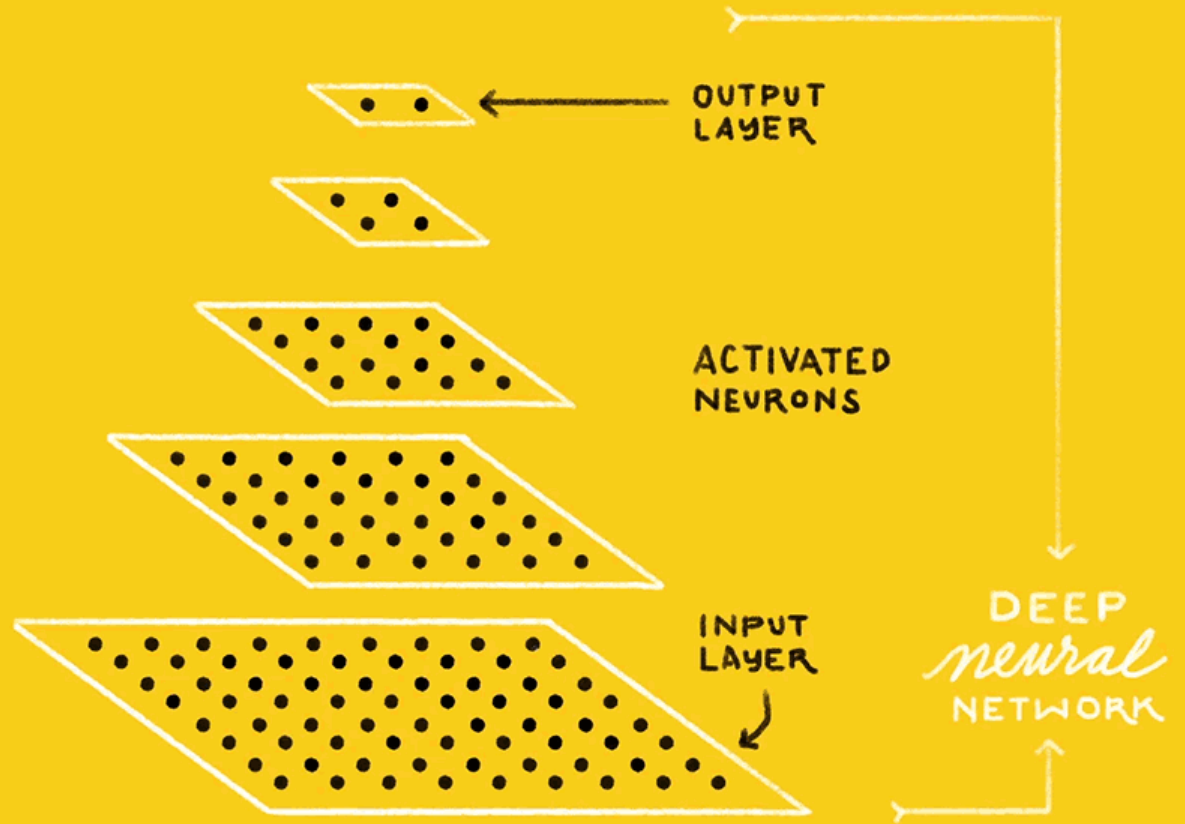 OUTPUT
LAYER
ACTIVATED
NEURONS
INPUT
LAYER
DEEP
neural
NETWORK